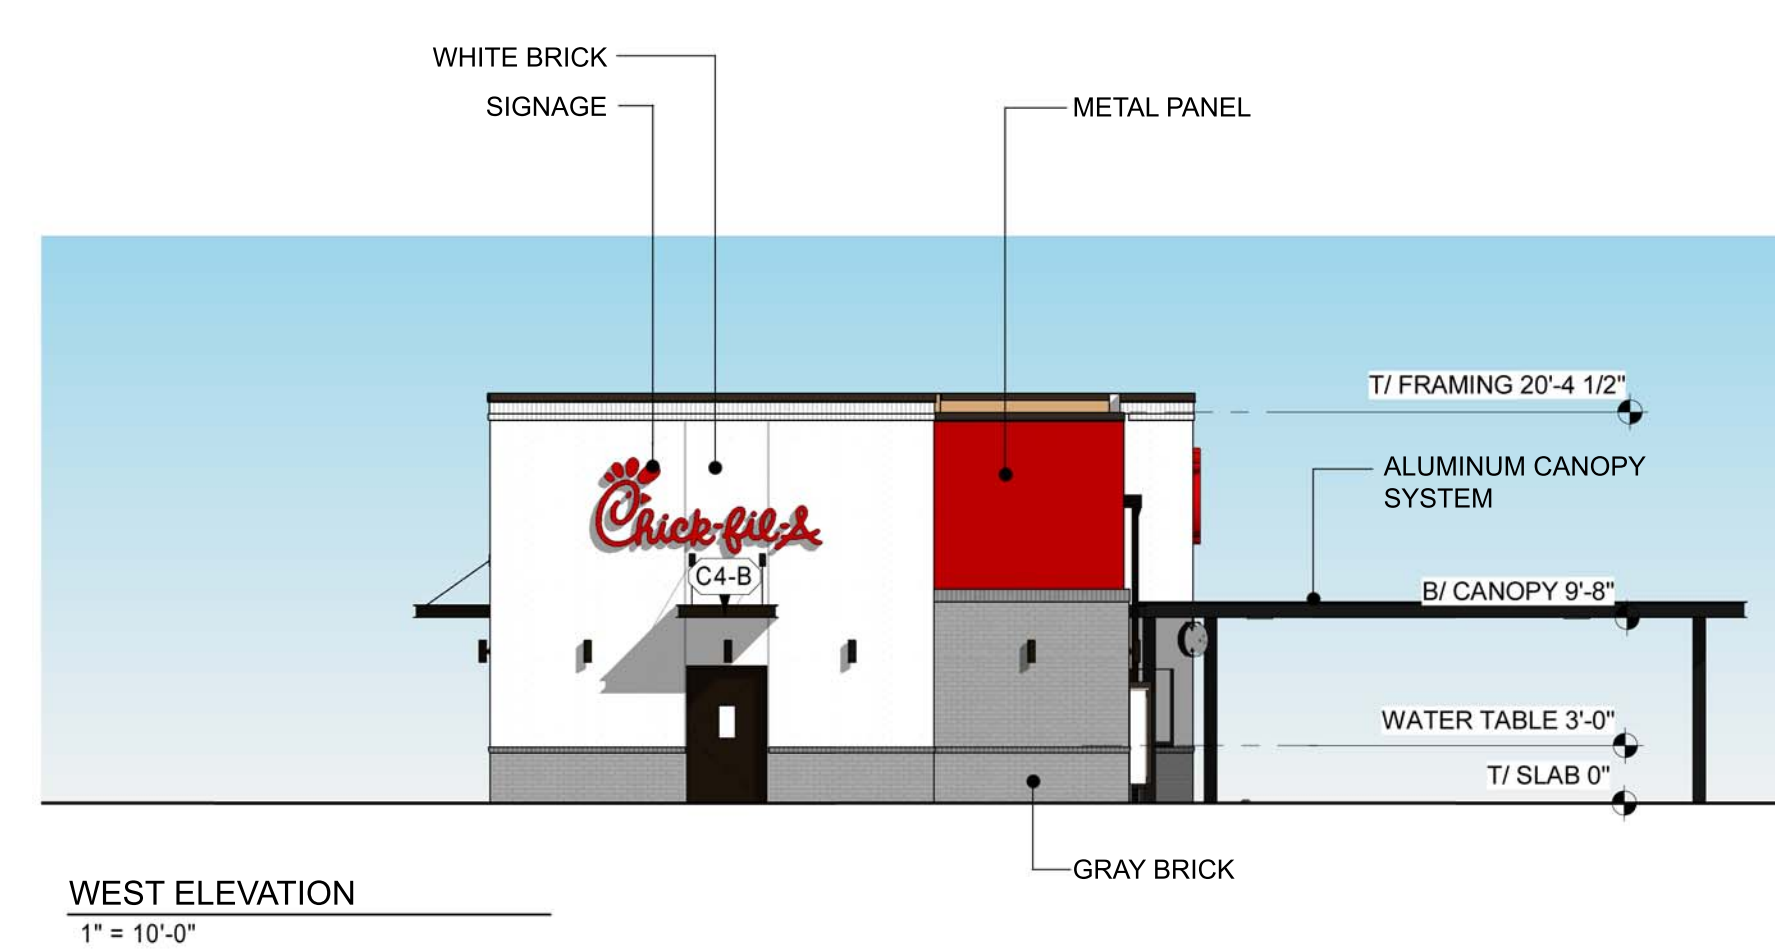 WHITE BRICK
SIGNAGE
METAL PANEL
T/ FRAMING 20'-4 1/2"
ALUMINUM CANOPY
SYSTEM
Chick-fil-A
C4-B
B/ CANOPY 9'-8"
WATER TABLE 3'-0"
T/ SLAB 0"
GRAY BRICK
WEST ELEVATION
1" = 10'-0"